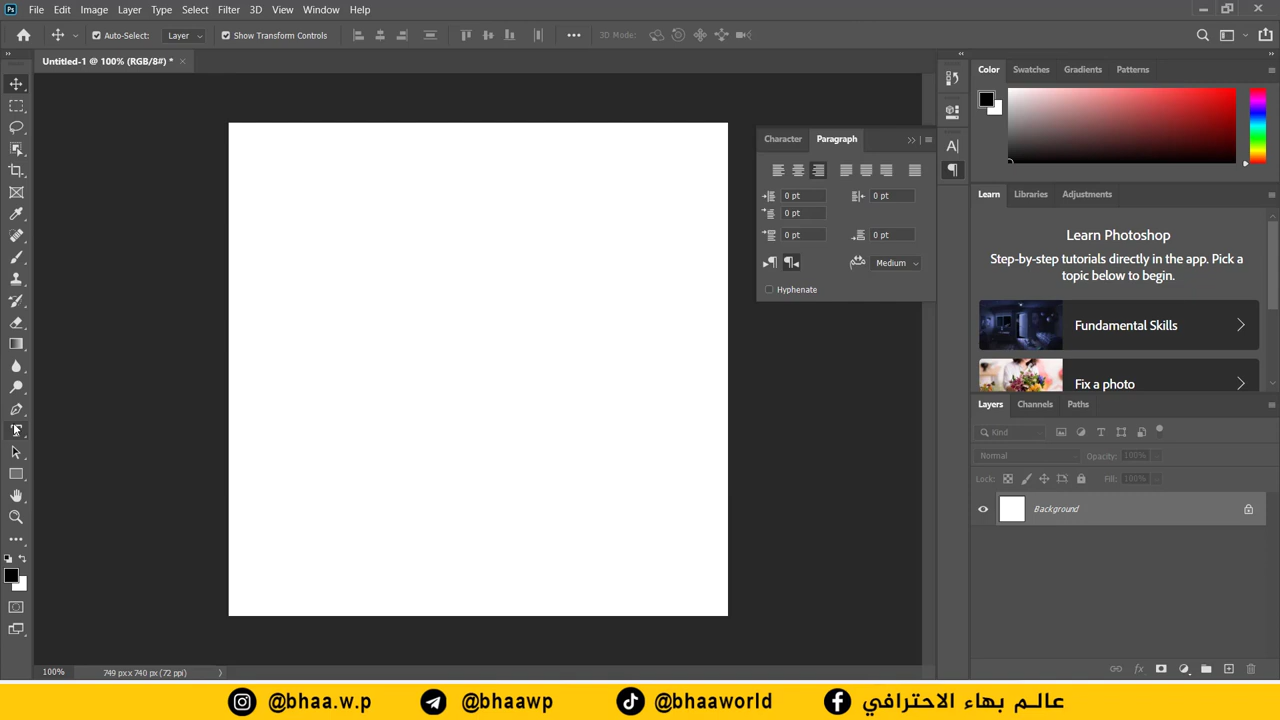 Ps File Edit Image Layer Type Select Filter 3D View Window Help
Auto-Select: Layer Show Transform Controls 3D Mode:
Untitled-1 @ 100% (RGB/8#) *
Color Swatches Gradients Patterns
Character Paragraph
0 pt 0 pt
0 pt
0 pt 0 pt
Medium
Hyphenate
Learn Libraries Adjustments
Learn Photoshop
Step-by-step tutorials directly in the app. Pick a
topic below to begin.
Fundamental Skills
Fix a photo
Layers Channels Paths
Kind
Normal Opacity: 100%
Lock: Fill: 100%
Background
100% 749 px x 740 px (72 ppi)
@bhaa.w.p @bhaawp @bhaaworld عالم بهاء الاحترافي